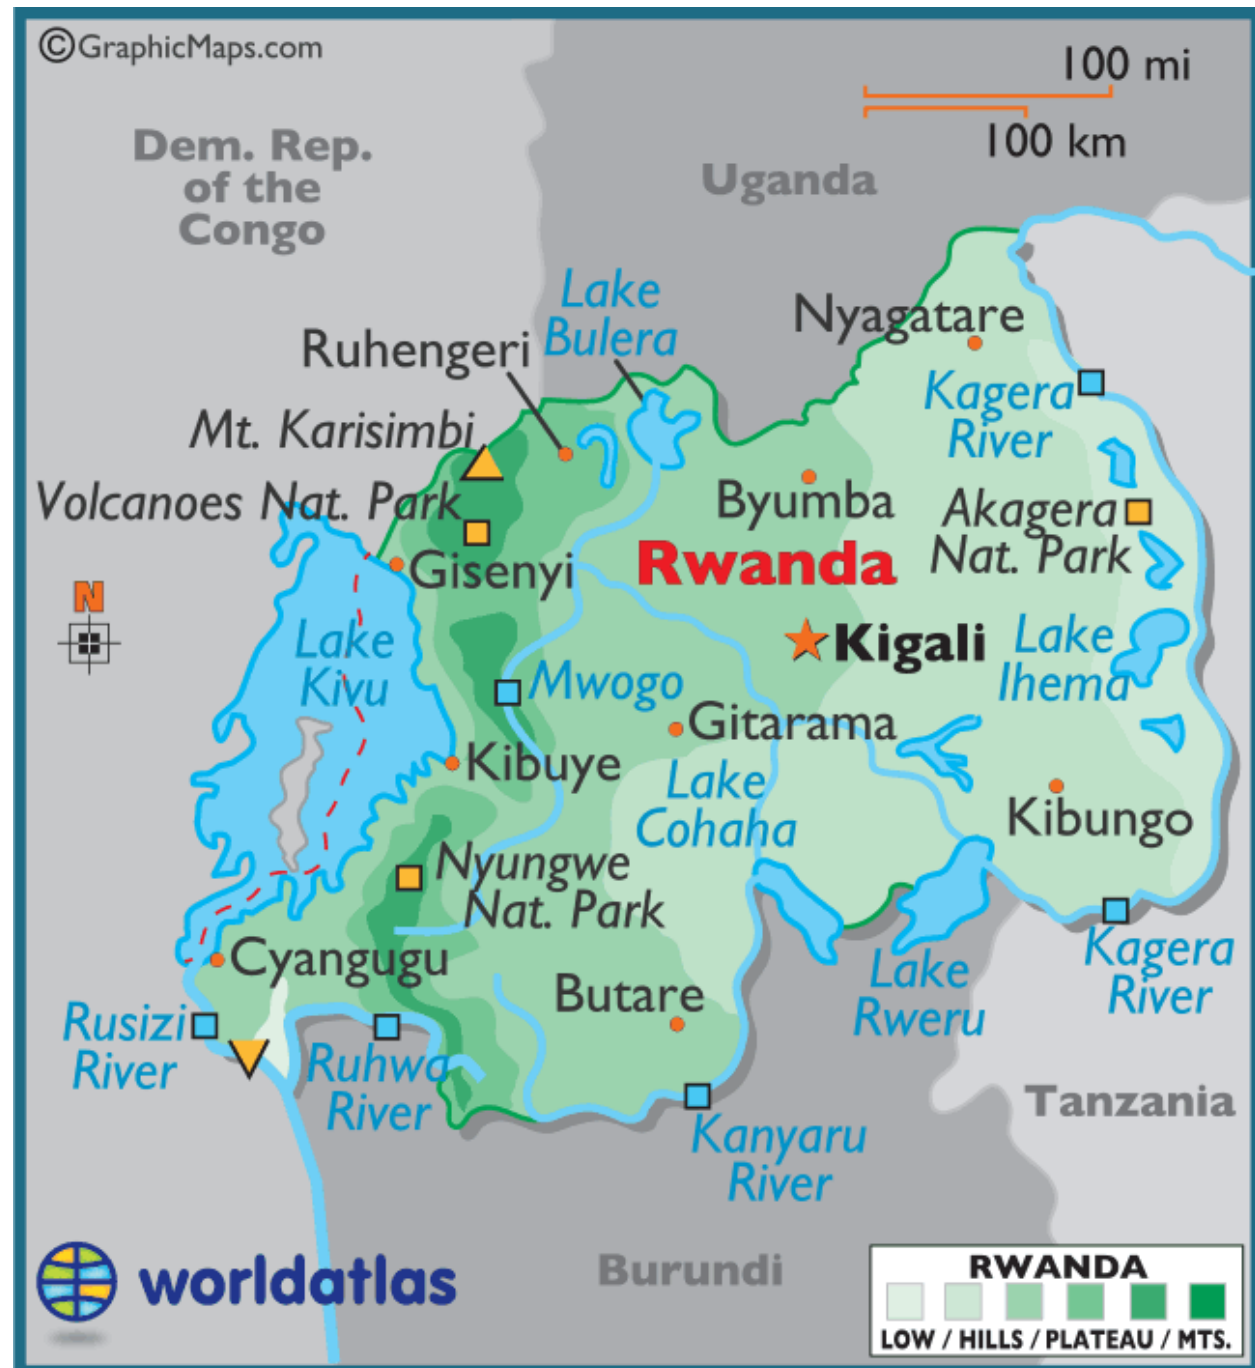 ©GraphicMaps.com
100 mi
100 km
Dem. Rep.
of the
Congo
Uganda
Lake
Bulera
Nyagatare
Ruhengeri
Kagera
River
Mt. Karisimbi
Volcanoes Nat. Park
Byumba
Akagera
Nat. Park
Rwanda
Gisenyi
N
Lake
Kivu
Kigali
Lake
Ihema
Mwogo
Gitarama
Kibuye
Lake
Cohaha
Kibungo
Nyungwe
Nat. Park
Cyangugu
Butare
Lake
Rweru
Kagera
River
Rusizi
River
Ruhwa
River
Kanyaru
River
Tanzania
Burundi
worldatlas
RWANDA
LOW / HILLS / PLATEAU / MTS.